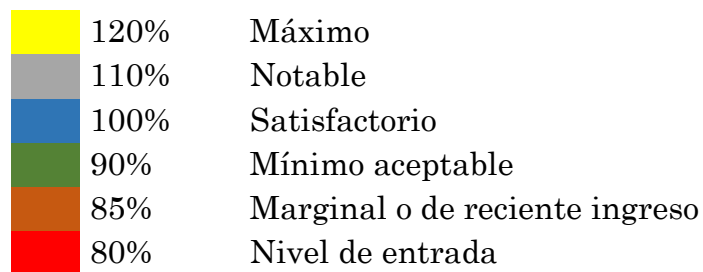 120% Máximo
110% Notable
100% Satisfactorio
90% Mínimo aceptable
85% Marginal o de reciente ingreso
80% Nivel de entrada